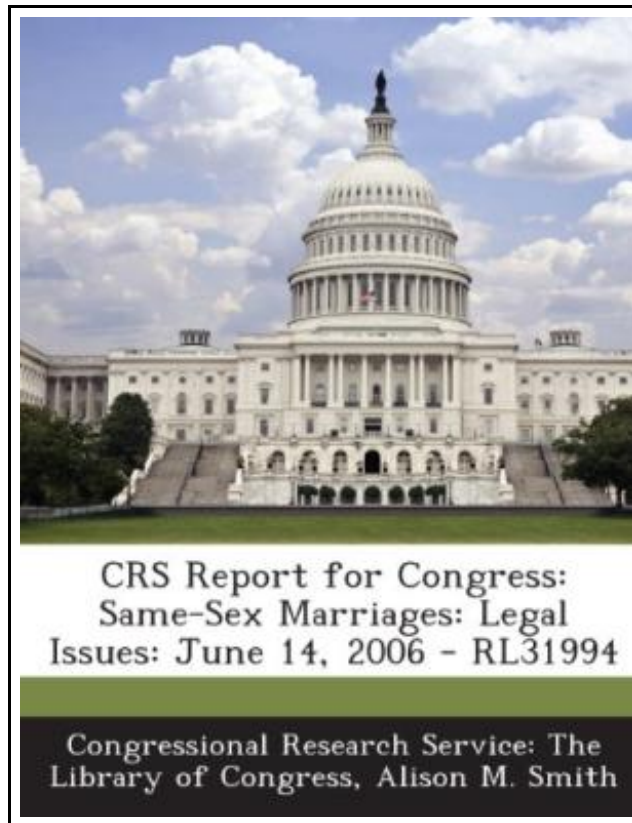 CRS Report for Congress:
Same-Sex Marriages: Legal
Issues: June 14, 2006 - RL31994
Congressional Research Service: The
Library of Congress, Alison M. Smith